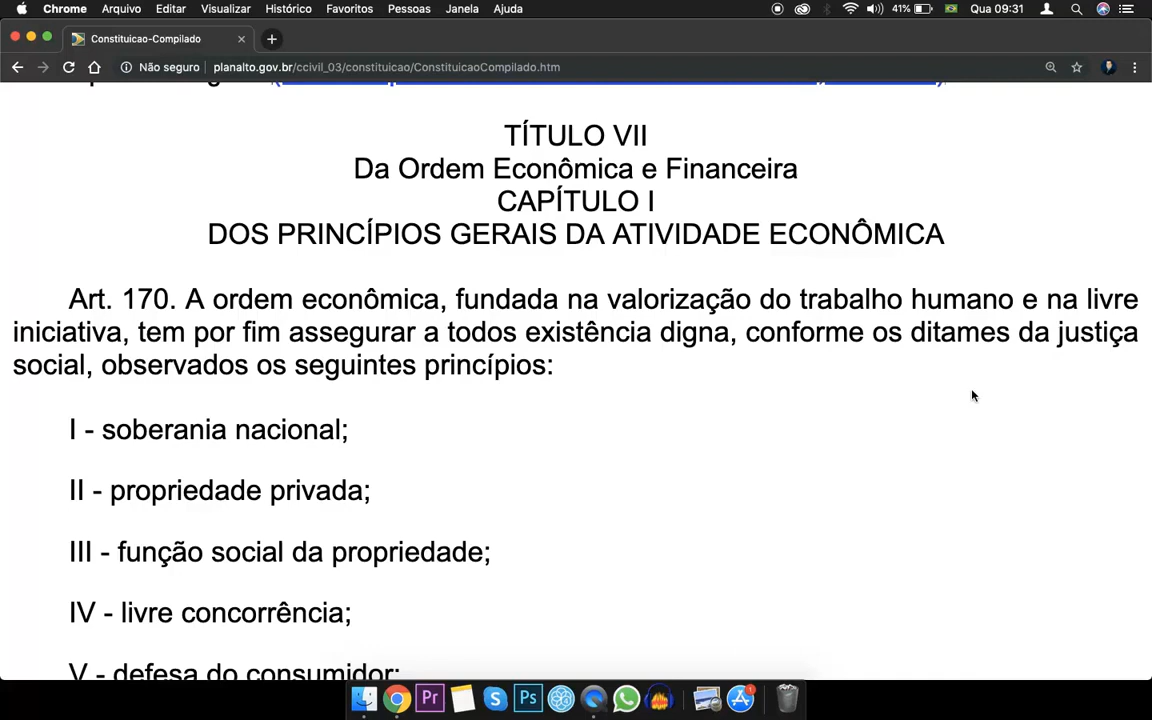 Chrome Arquivo Editar Visualizar Histórico Favoritos Pessoas Janela Ajuda 41% Qua 09:31
Constituicao-Compilado
Não seguro planalto.gov.br/ccivil_03/constituicao/ConstituicaoCompilado.htm
TÍTULO VII
Da Ordem Econômica e Financeira
CAPÍTULO I
DOS PRINCÍPIOS GERAIS DA ATIVIDADE ECONÔMICA
Art. 170. A ordem econômica, fundada na valorização do trabalho humano e na livre
iniciativa, tem por fim assegurar a todos existência digna, conforme os ditames da justiça
social, observados os seguintes princípios:
I - soberania nacional;
II - propriedade privada;
III - função social da propriedade;
IV - livre concorrência;
V - defesa do consumidor;
Pr S Ps 1